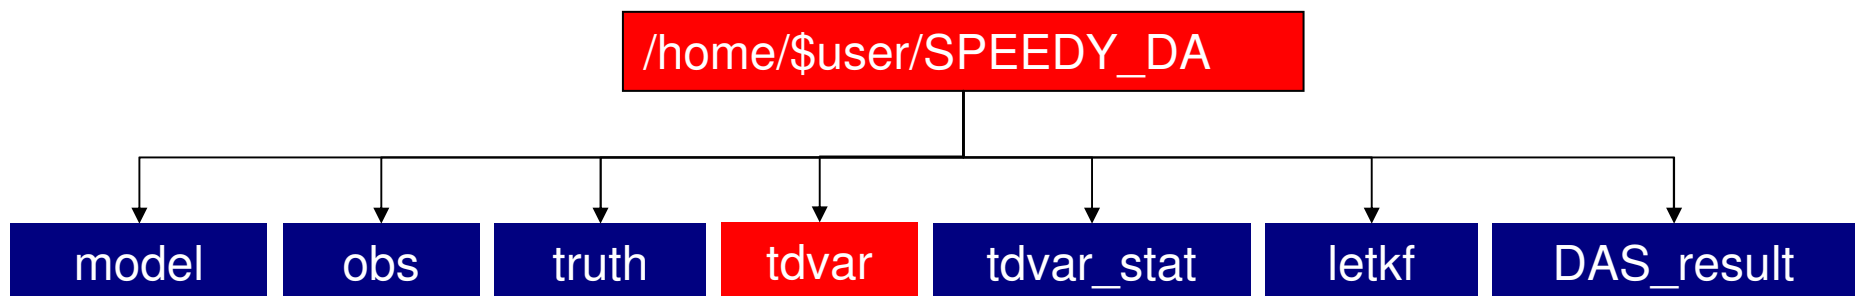 /home/$user/SPEEDY_DA
model
obs
truth
tdvar
tdvar_stat
letkf
DAS_result